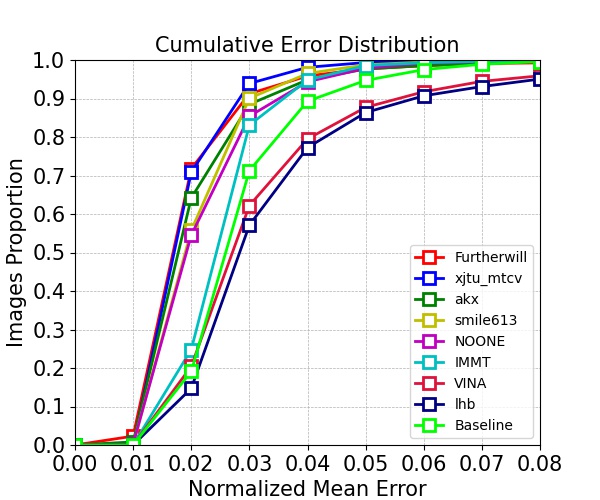 Cumulative Error Distribution
Images Proportion
1.0
0.9
0.8
0.7
0.6
0.5
0.4
0.3
0.2
0.1
0.0
Furtherwill
xjtu_mtcv
akx
smile613
NOONE
IMMT
VINA
lhb
Baseline
0.00 0.01 0.02 0.03 0.04 0.05 0.06 0.07 0.08
Normalized Mean Error